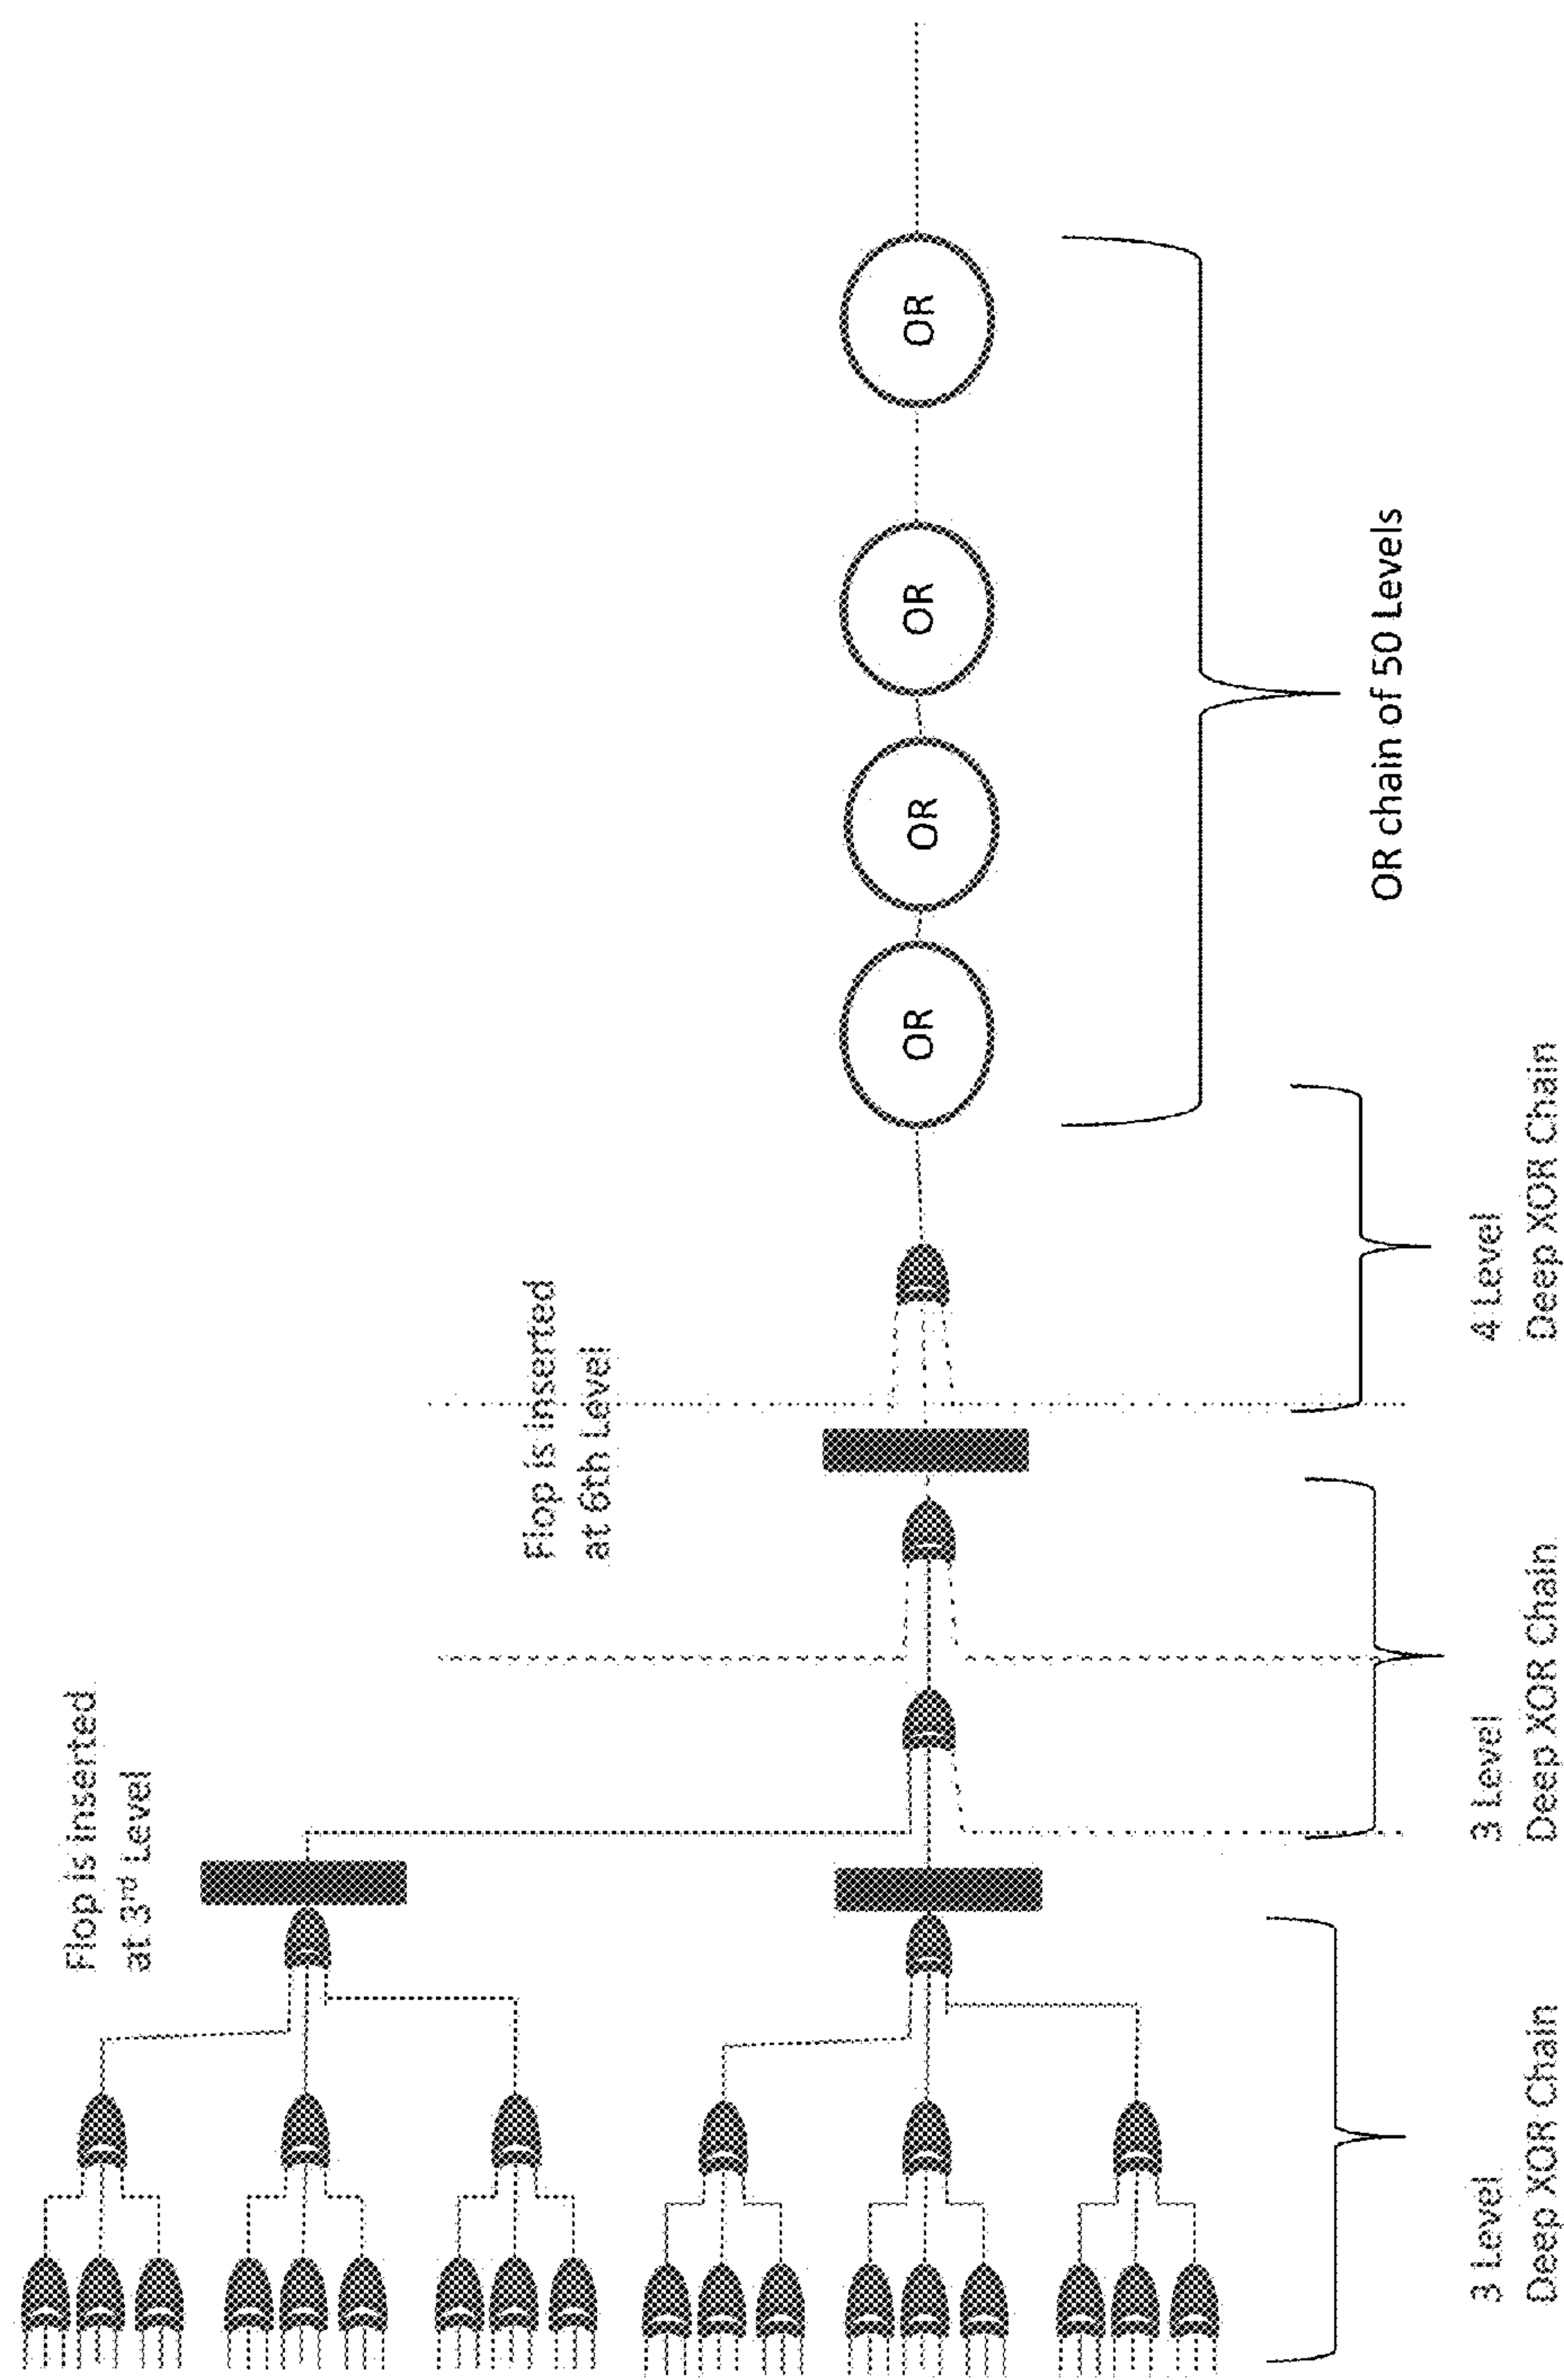 Flop is inserted
at 3rd Level
Flop is inserted
at 6th Level
OR
OR
OR
OR
3 Level
Deep XOR Chain
3 Level
Deep XOR Chain
4 Level
Deep XOR Chain
OR chain of 50 Levels